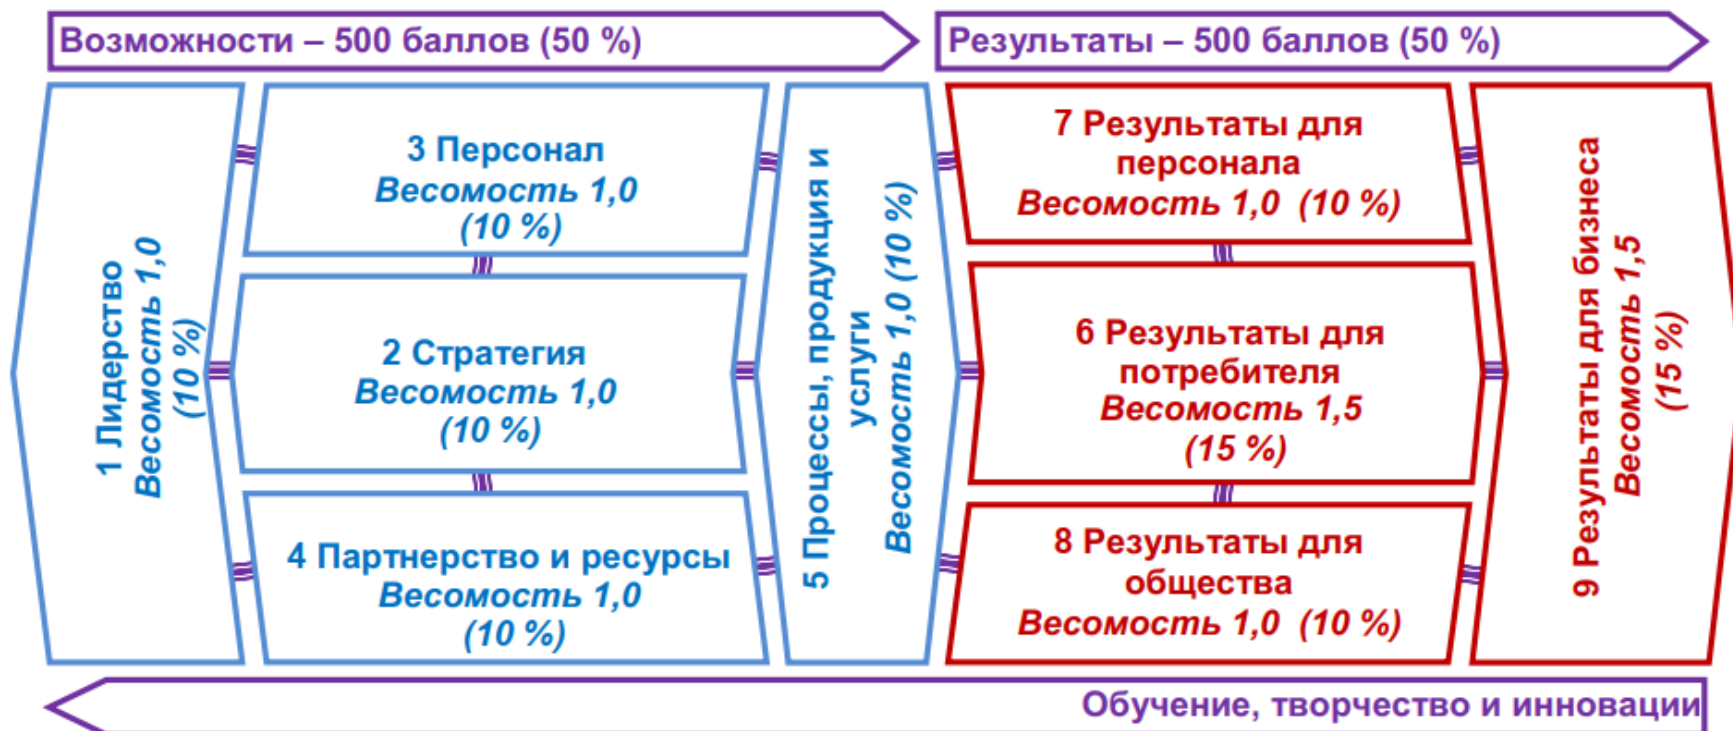 Возможности – 500 баллов (50 %)
Результаты – 500 баллов (50 %)
1 Лидерство
Весомость 1,0
(10 %)
3 Персонал
Весомость 1,0
(10 %)
2 Стратегия
Весомость 1,0
(10 %)
4 Партнерство и ресурсы
Весомость 1,0
(10 %)
5 Процессы, продукция и
услуги
Весомость 1,0 (10 %)
7 Результаты для
персонала
Весомость 1,0 (10 %)
6 Результаты для
потребителя
Весомость 1,5
(15 %)
8 Результаты для
общества
Весомость 1,0 (10 %)
9 Результаты для бизнеса
Весомость 1,5
(15 %)
Обучение, творчество и инновации